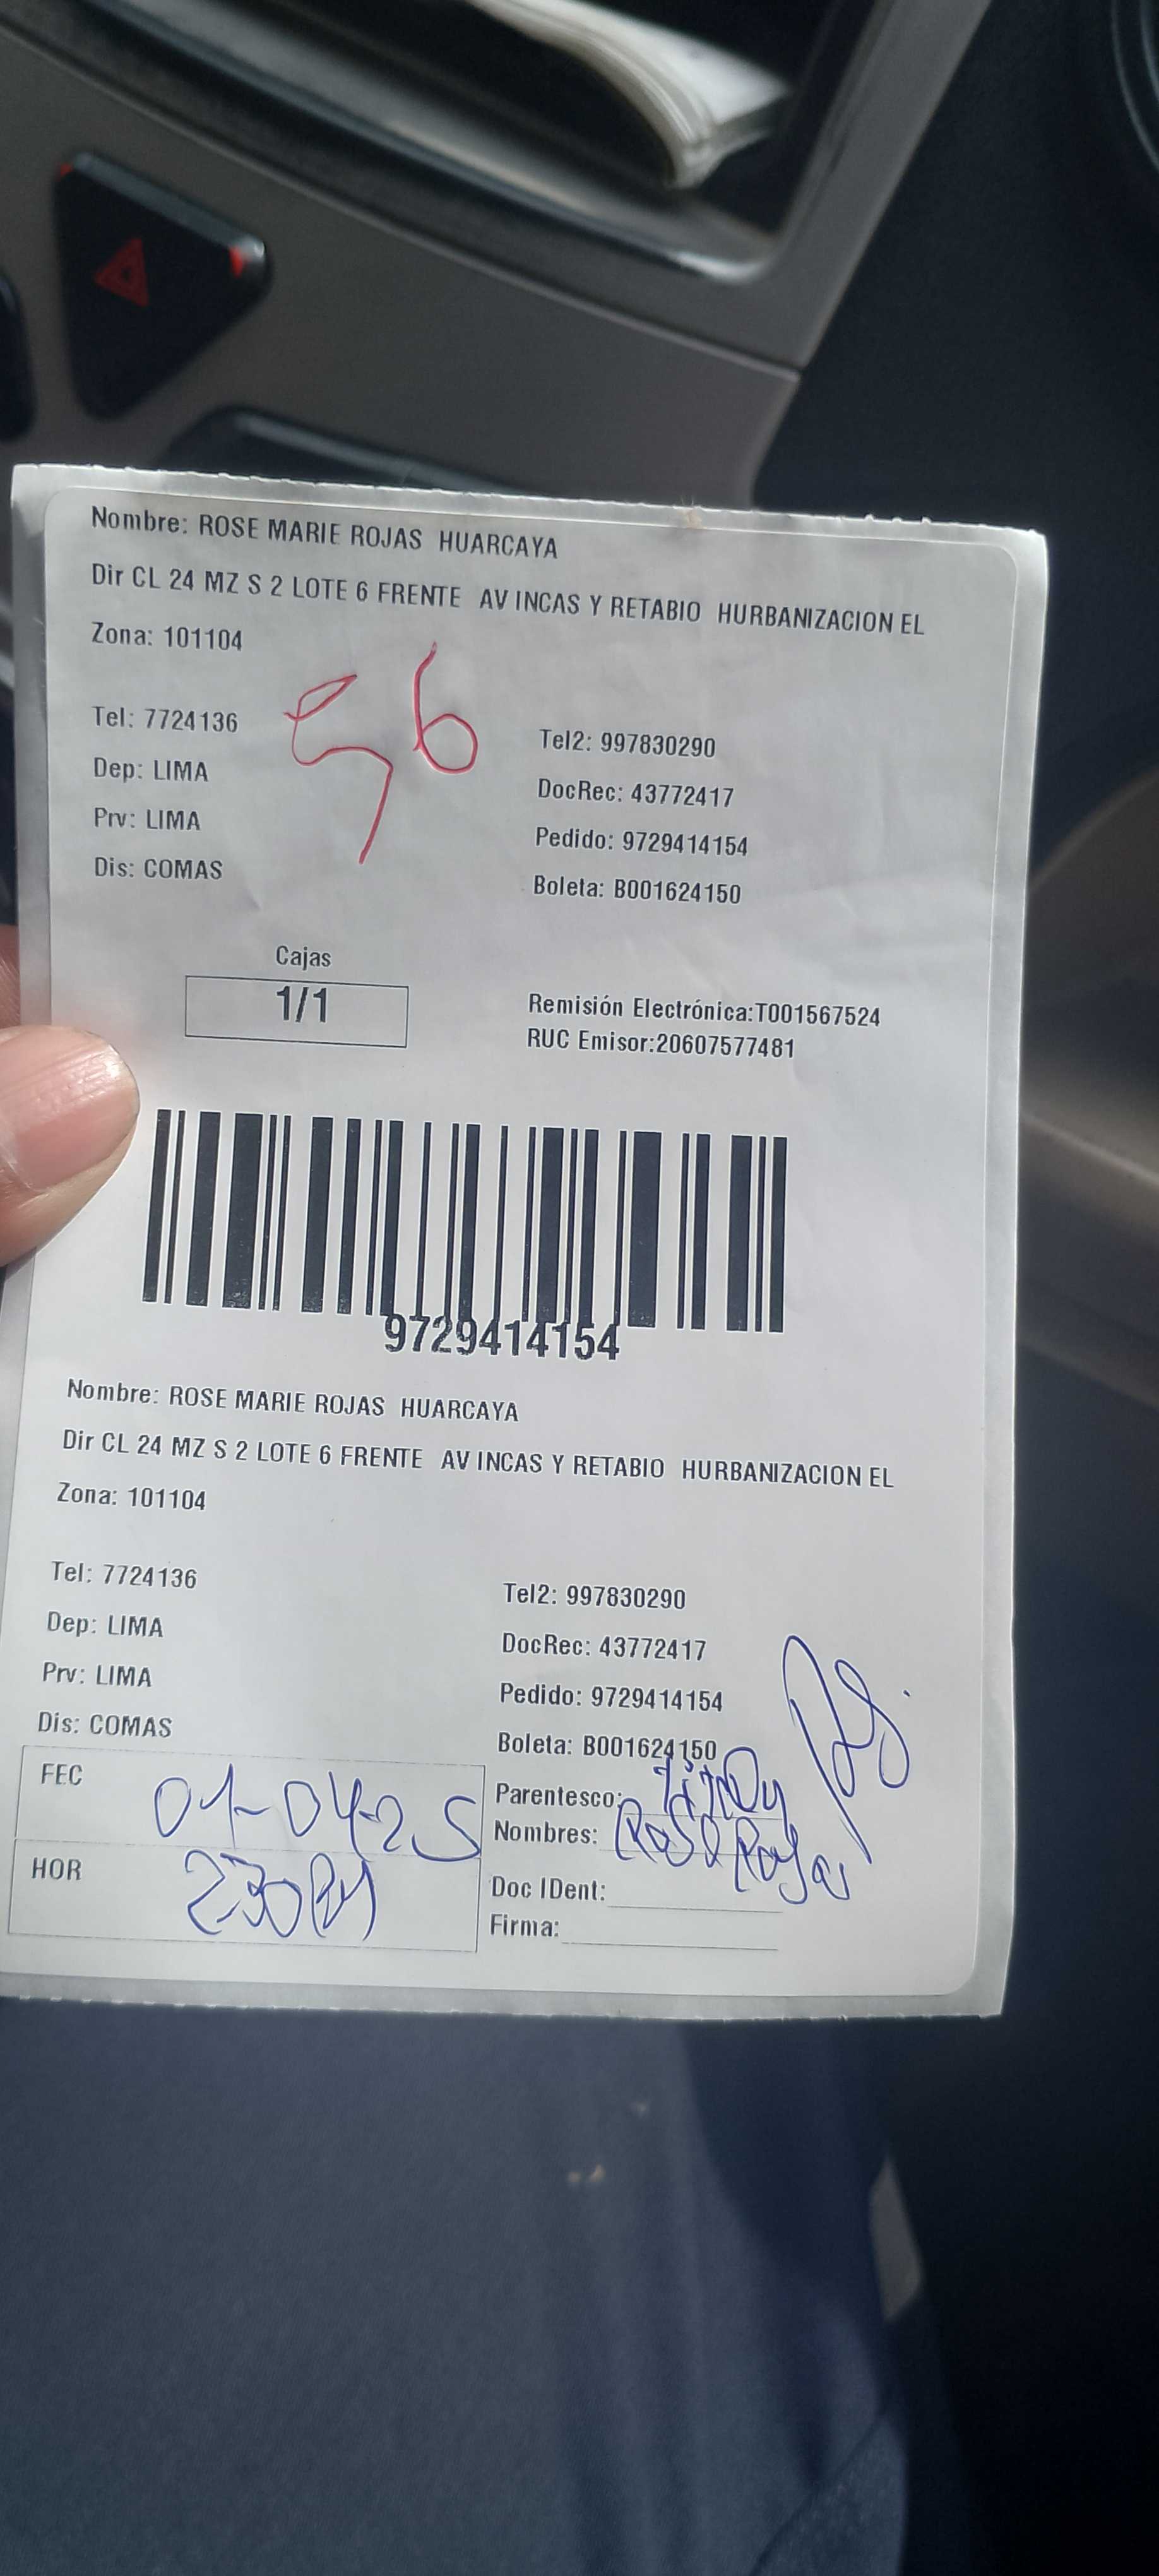 Nombre: ROSE MARIE ROJAS HUARCAYA
Dir CL 24 MZ S 2 LOTE 6 FRENTE AV INCAS Y RETABIO HURBANIZACION EL
Zona: 101104
56
Tel: 7724136
Tel2: 997830290
Dep: LIMA
DocRec: 43772417
Prv: LIMA
Pedido: 9729414154
Dis: COMAS
Boleta: B001624150
Cajas
1/1
Remisión Electrónica:T001567524
RUC Emisor:20607577481
9729414154
Nombre: ROSE MARIE ROJAS HUARCAYA
Dir CL 24 MZ S 2 LOTE 6 FRENTE AV INCAS Y RETABIO HURBANIZACION EL
Zona: 101104
Tel: 7724136
Tel2: 997830290
Dep: LIMA
DocRec: 43772417
Prv: LIMA
Pedido: 9729414154
Dis: COMAS
Boleta: B001624150
FEC 01-04-25
Parentesco:
Nombres: Rose Rojas
HOR 230
Doc IDent:
Firma: